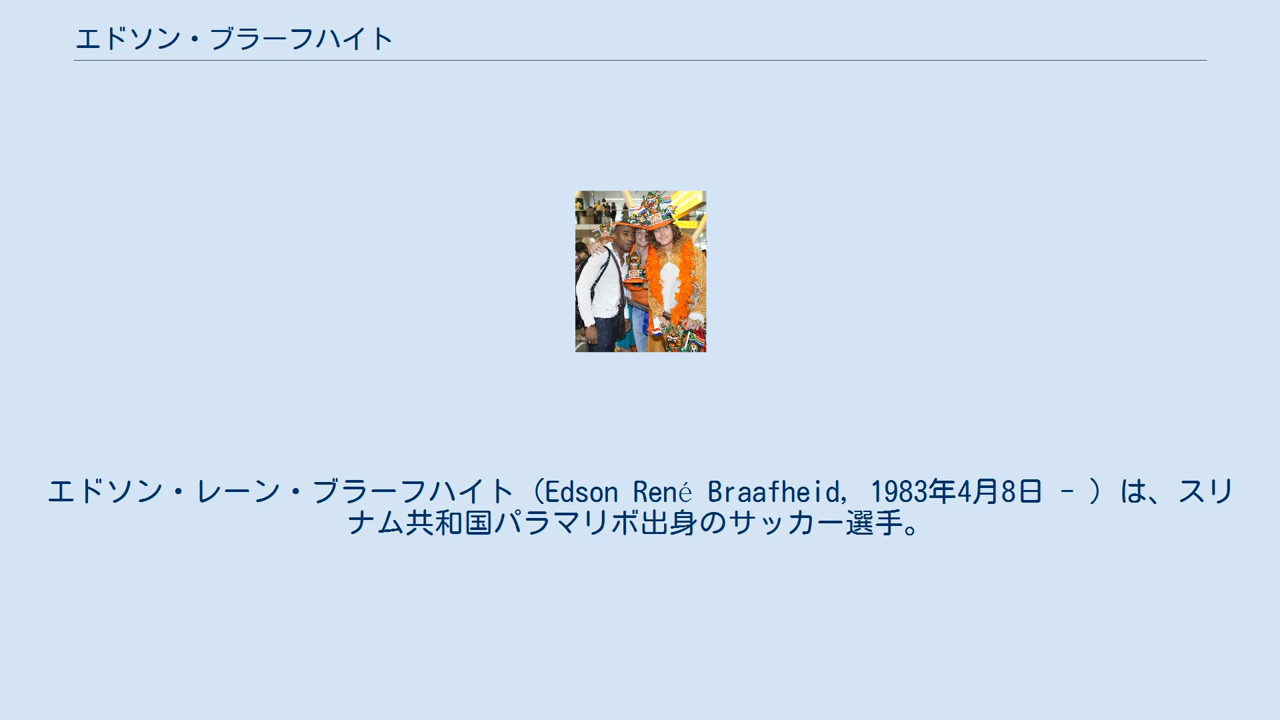 エドソン・ブラーフハイト
エドソン・レーン・ブラーフハイト（Edson René Braafheid, 1983年4月8日 - ）は、スリ
ナム共和国パラマリボ出身のサッカー選手。